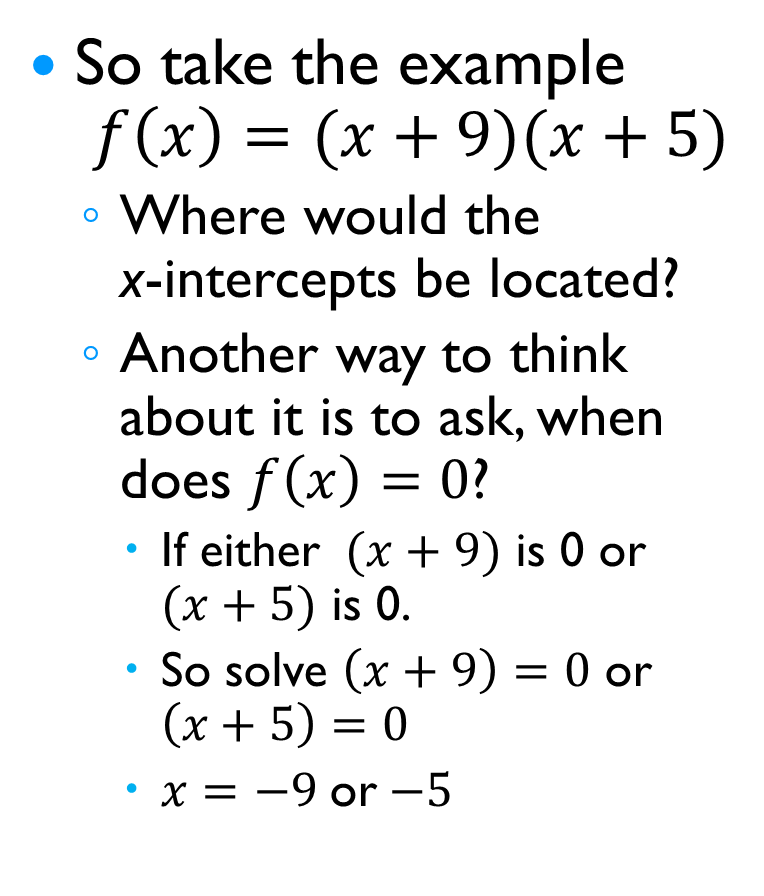 • So take the example
f(x) = (x + 9)(x + 5)
◦ Where would the
x-intercepts be located?
◦ Another way to think
about it is to ask, when
does f(x) = 0?
• If either (x + 9) is 0 or
(x + 5) is 0.
• So solve (x + 9) = 0 or
(x + 5) = 0
• x = −9 or −5